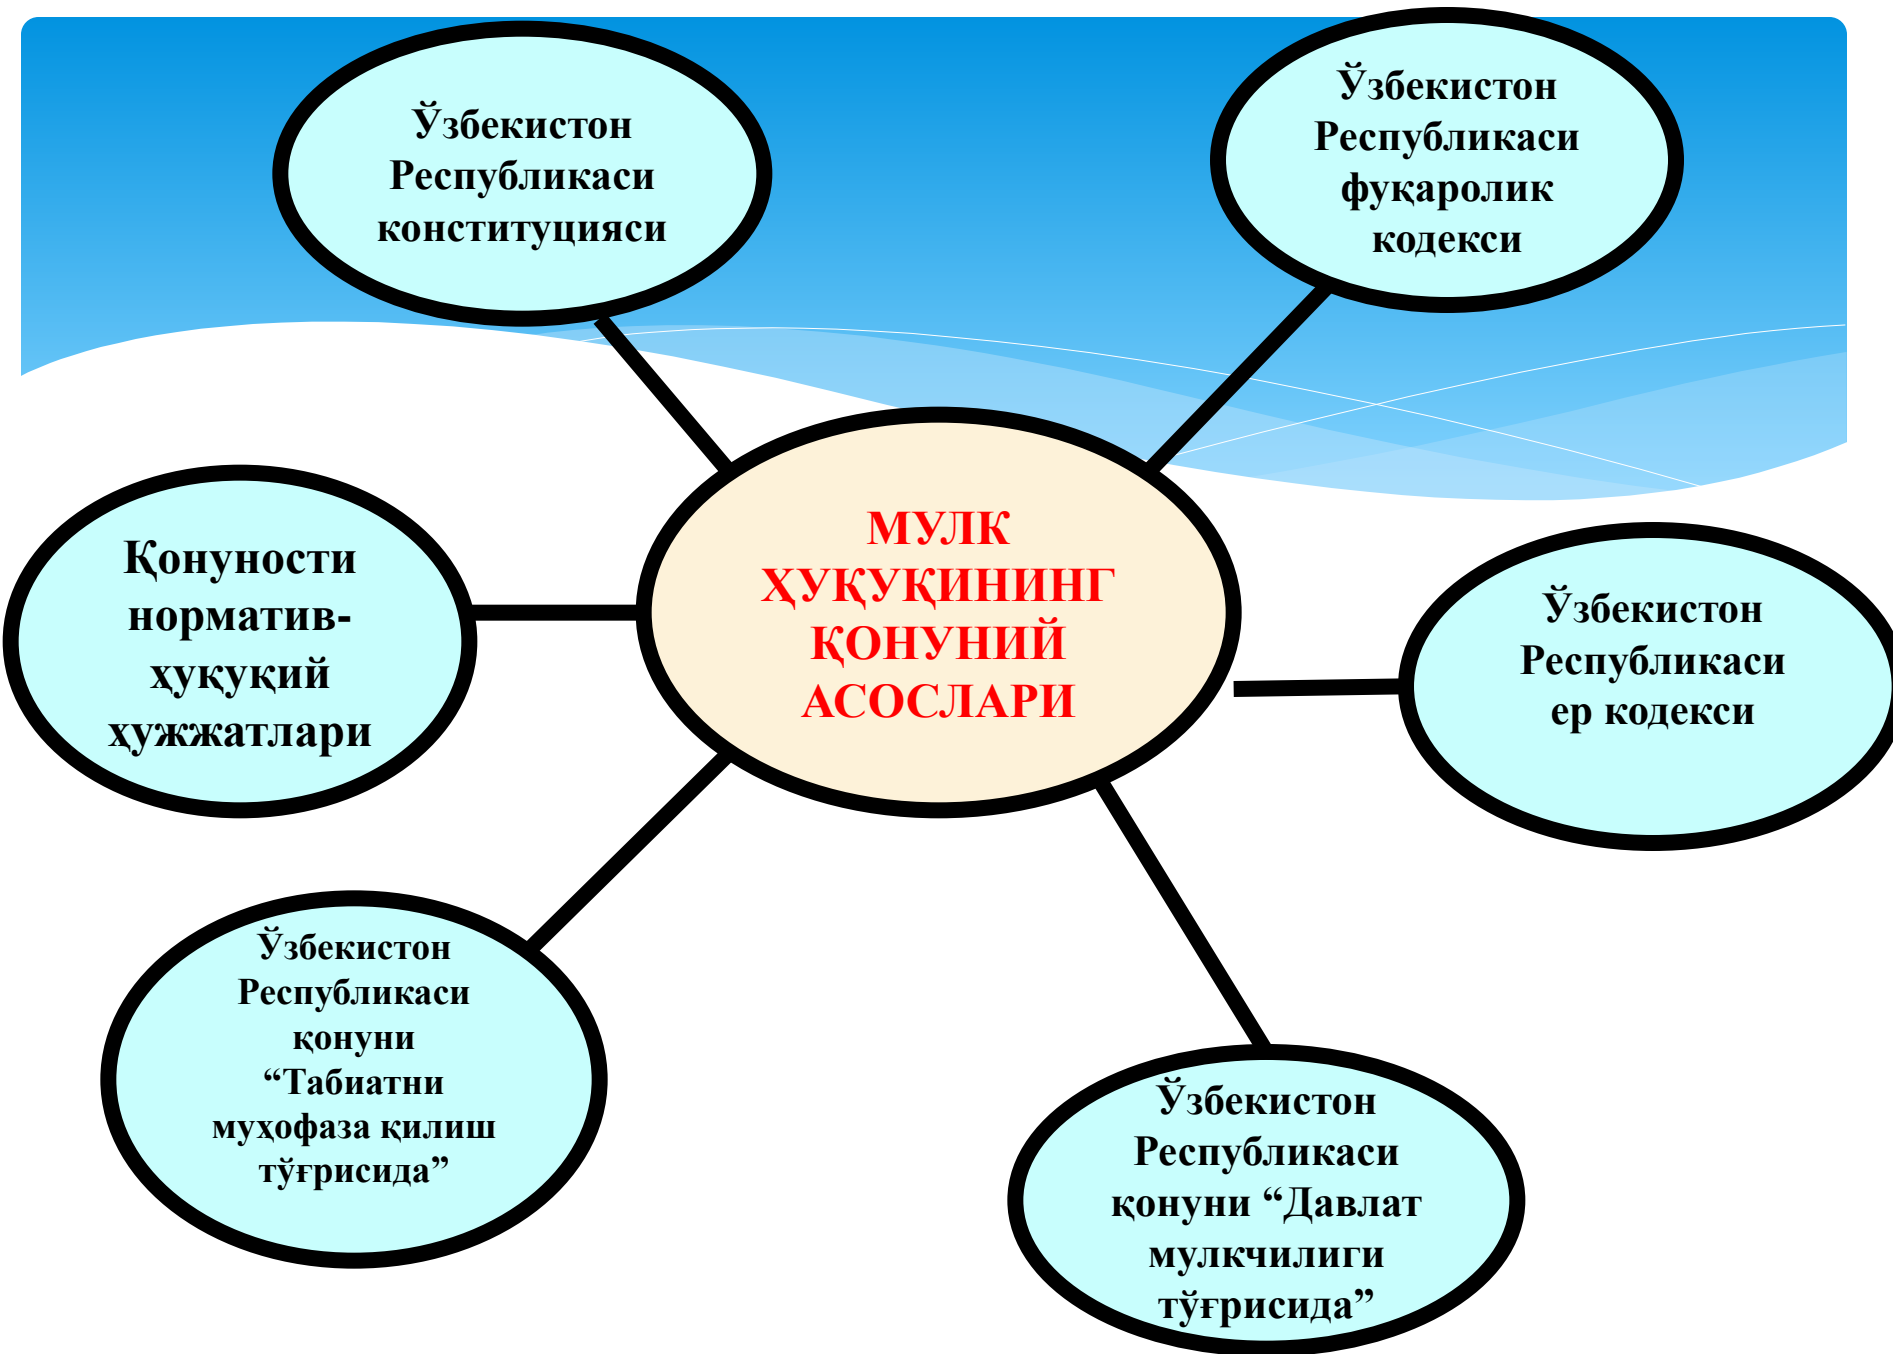 Ўзбекистон
Республикаси
конституцияси
Ўзбекистон
Республикаси
фуқаролик
кодекси
МУЛК
ҲУҚУҚИНИНГ
ҚОНУНИЙ
АСОСЛАРИ
Қонуности
норматив-
ҳуқуқий
ҳужжатлари
Ўзбекистон
Республикаси
ер кодекси
Ўзбекистон
Республикаси
қонуни
“Табиатни
муҳофаза қилиш
тўғрисида”
Ўзбекистон
Республикаси
қонуни “Давлат
мулкчилиги
тўғрисида”